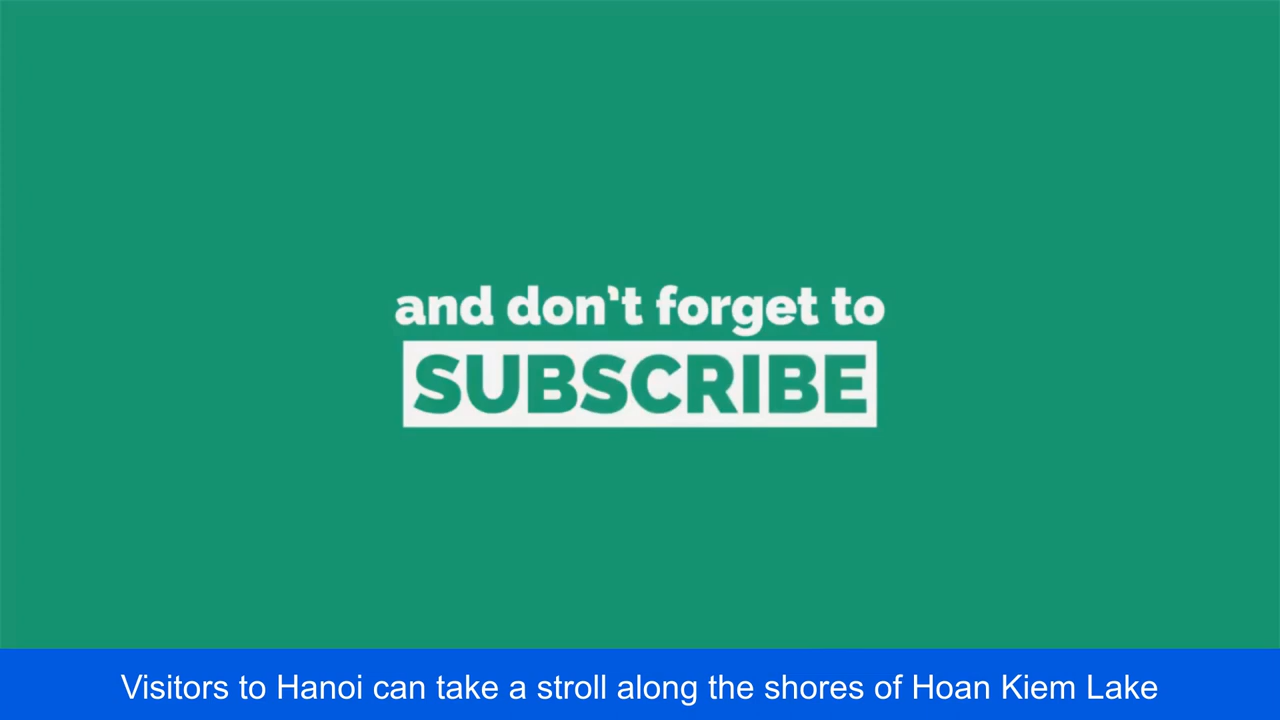 and don't forget to
SUBSCRIBE
Visitors to Hanoi can take a stroll along the shores of Hoan Kiem Lake